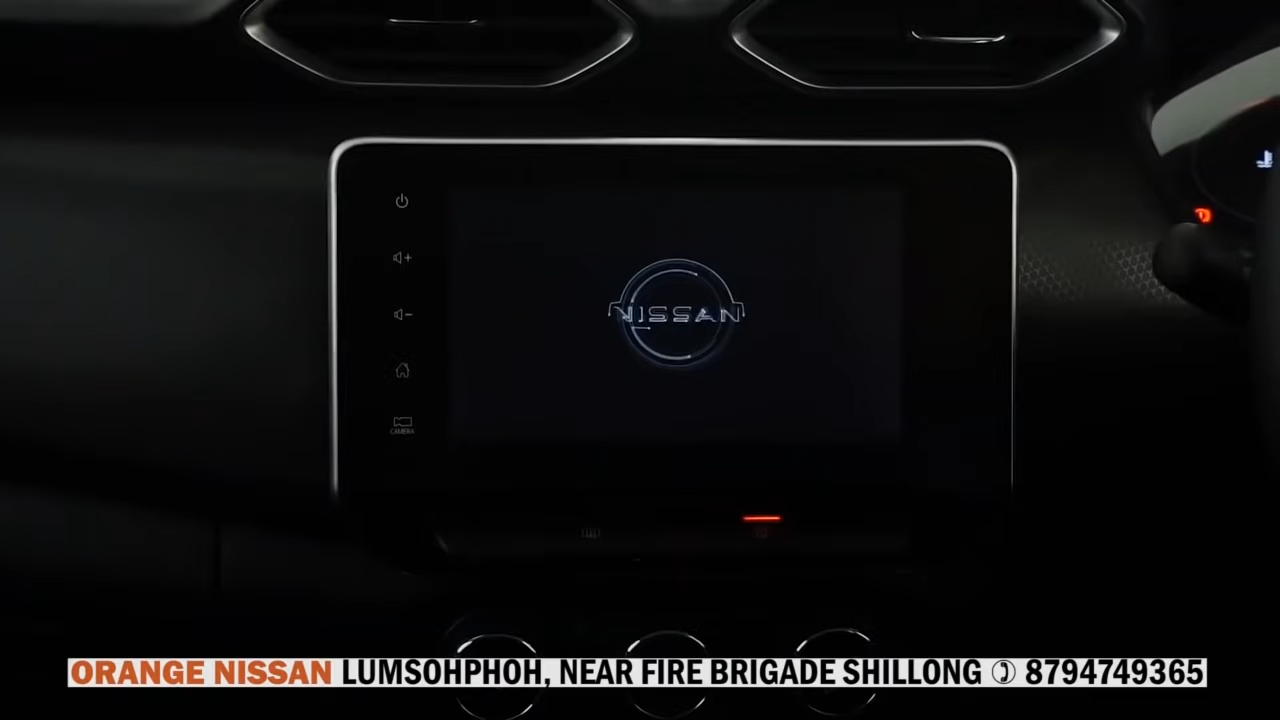 NISSAN
CAMERA
ORANGE NISSAN LUMSOHPHOH, NEAR FIRE BRIGADE SHILLONG ✆ 8794749365